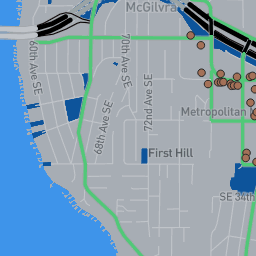 McGilvra
60th Ave SE
70th Ave SE
72nd Ave SE
68th Ave SE
Metropolitan
First Hill
SE 34th